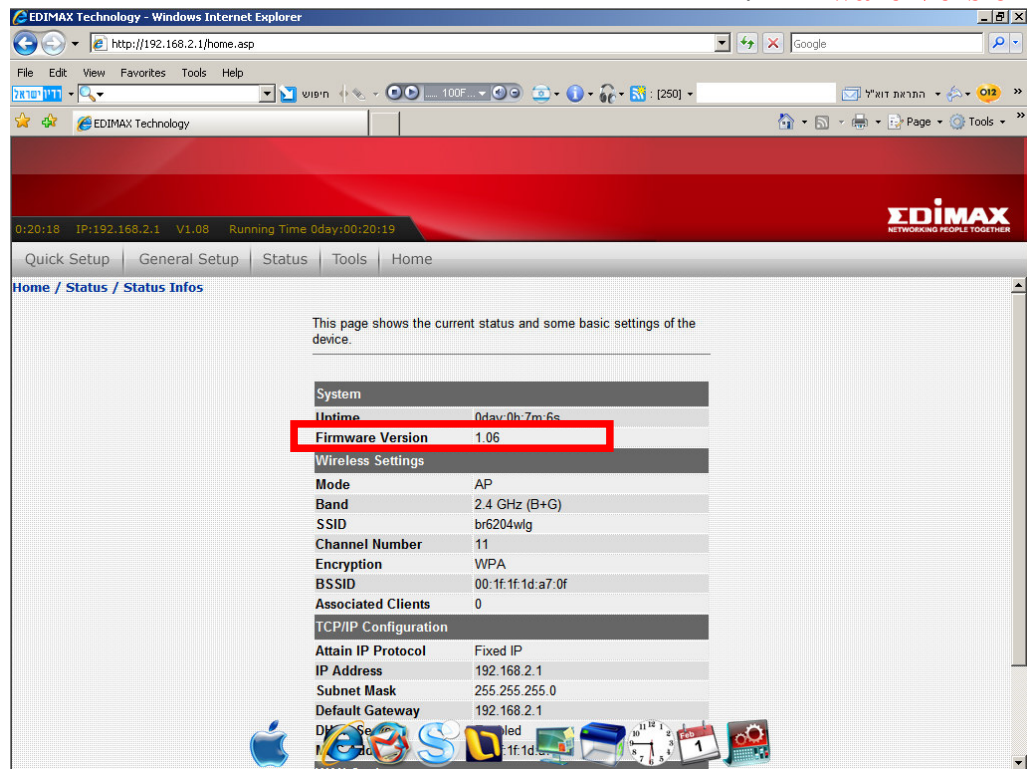 EDIMAX Technology - Windows Internet Explorer
http://192.168.2.1/home.asp
Google
File Edit View Favorites Tools Help
חיפוש
100F...
: [250]
התראת דוא"ל
012
EDIMAX Technology
Page Tools
EDIMAX
NETWORKING PEOPLE TOGETHER
0:20:18 IP:192.168.2.1 V1.08 Running Time 0day:00:20:19
Quick Setup General Setup Status Tools Home
Home / Status / Status Infos
This page shows the current status and some basic settings of the
device.
System
Uptime 0day:0h:7m:6s
Firmware Version 1.06
Wireless Settings
Mode AP
Band 2.4 GHz (B+G)
SSID br6204wlg
Channel Number 11
Encryption WPA
BSSID 00:1f:1f:1d:a7:0f
Associated Clients 0
TCP/IP Configuration
Attain IP Protocol Fixed IP
IP Address 192.168.2.1
Subnet Mask 255.255.255.0
Default Gateway 192.168.2.1
Feb
1